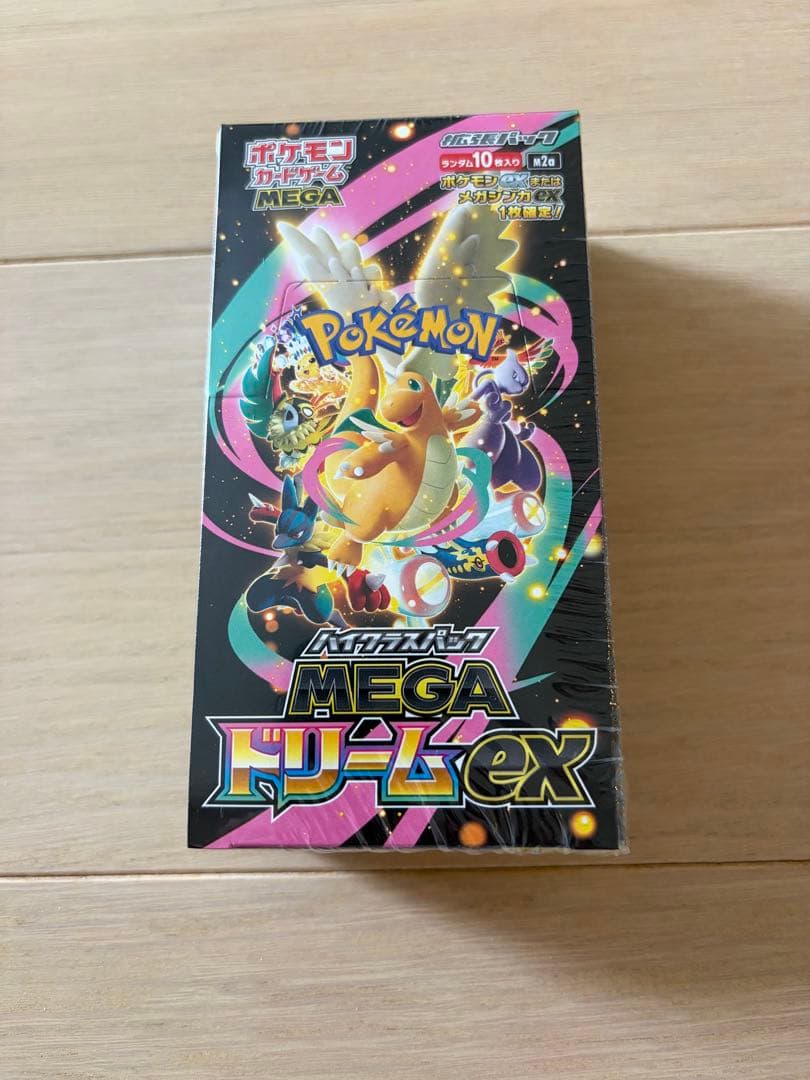 ポケモン
カードゲーム
MEGA
拡張パック
ランダム10枚入り
M2a
ポケモンexまたは
メガシンカex
1枚確定!
POKÉMON
TM
ハイクラスパック
MEGA
ドリームex